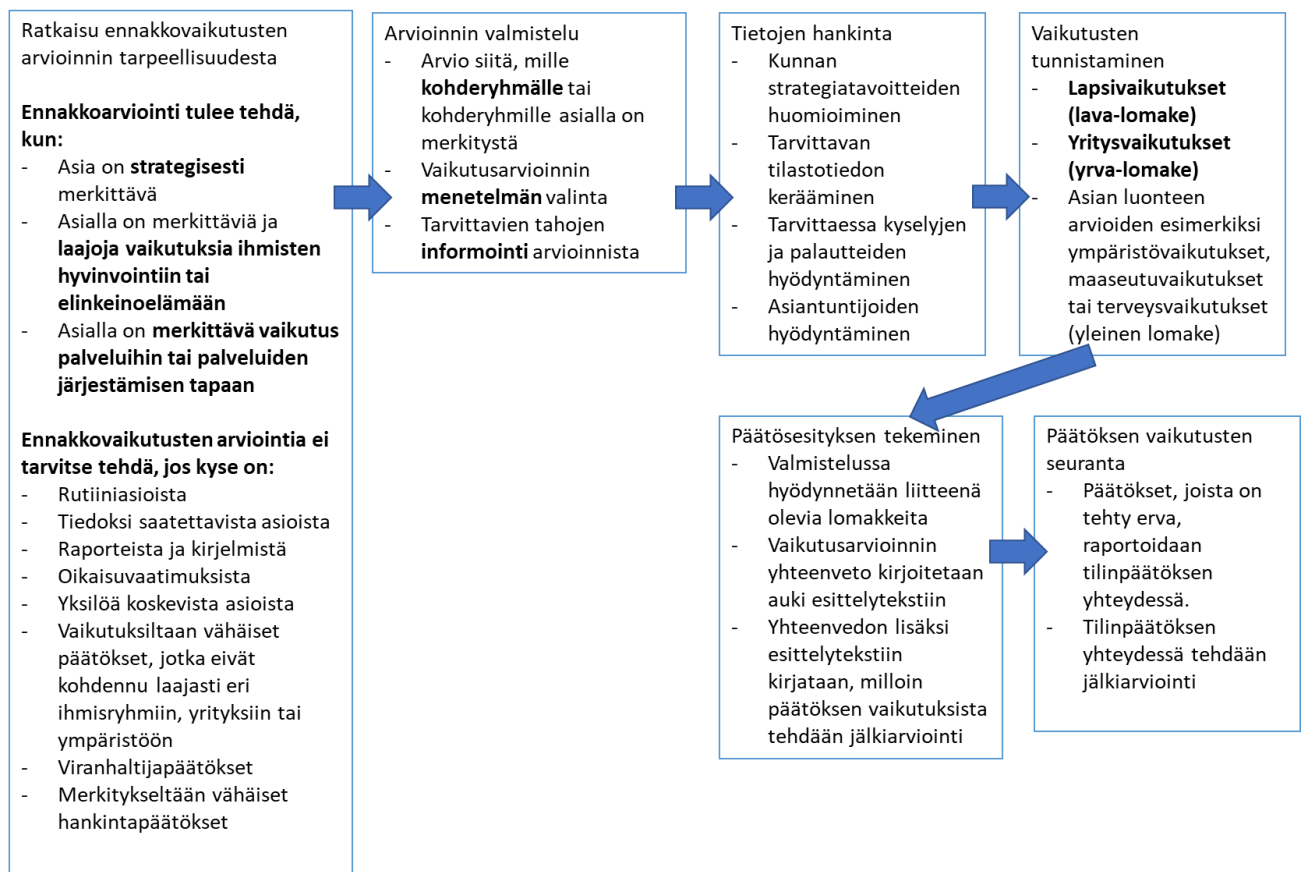 Ratkaisu ennakkovaikutusten
arvioinnin tarpeellisuudesta
Ennakkoarviointi tulee tehdä,
kun:
- Asia on strategisesti
merkittävä
- Asialla on merkittäviä ja
laajoja vaikutuksia ihmisten
hyvinvointiin tai
elinkeinoelämään
- Asialla on merkittävä vaikutus
palveluihin tai palveluiden
järjestämisen tapaan
Ennakkovaikutusten arviointia ei
tarvitse tehdä, jos kyse on:
- Rutiiniasioista
- Tiedoksi saatettavista asioista
- Raporteista ja kirjelmistä
- Oikaisuvaatimuksista
- Yksilöä koskevista asioista
- Vaikutuksiltaan vähäiset
päätökset, jotka eivät
kohdennu laajasti eri
ihmisryhmiin, yrityksiin tai
ympäristöön
- Viranhaltijapäätökset
- Merkitykseltään vähäiset
hankintapäätökset
Arvioinnin valmistelu
- Arvio siitä, mille
kohderyhmälle tai
kohderyhmille asialla on
merkitystä
- Vaikutusarvioinnin
menetelmän valinta
- Tarvittavien tahojen
informointi arvioinnista
Tietojen hankinta
- Kunnan
strategiatavoitteiden
huomioiminen
- Tarvittavan
tilastotiedon
kerääminen
- Tarvittaessa kyselyjen
ja palautteiden
hyödyntäminen
- Asiantuntijoiden
hyödyntäminen
Vaikutusten
tunnistaminen
- Lapsivaikutukset
(lava-lomake)
- Yritysvaikutukset
(yrva-lomake)
- Asian luonteen
arvioiden esimerkiksi
ympäristövaikutukset,
maaseutuvaikutukset
tai terveysvaikutukset
(yleinen lomake)
Päätösesityksen tekeminen
- Valmistelussa
hyödynnetään liitteenä
olevia lomakkeita
- Vaikutusarvioinnin
yhteenveto kirjoitetaan
auki esittelytekstiin
- Yhteenvedon lisäksi
esittelytekstiin
kirjataan, milloin
päätöksen vaikutuksista
tehdään jälkiarviointi
Päätöksen vaikutusten
seuranta
- Päätökset, joista on
tehty erva,
raportoidaan
tilinpäätöksen
yhteydessä.
- Tilinpäätöksen
yhteydessä tehdään
jälkiarviointi